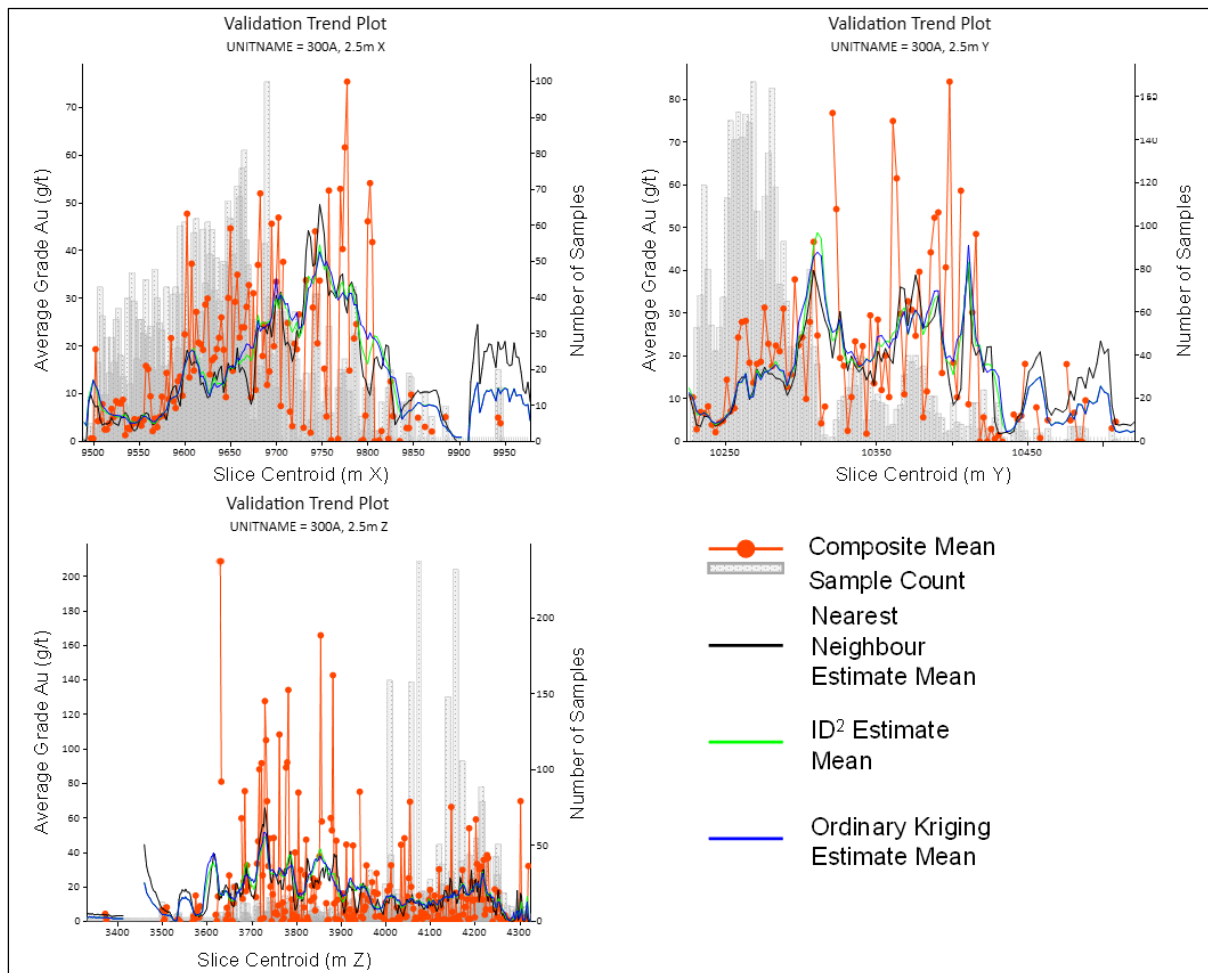 Validation Trend Plot
UNITNAME = 300A, 2.5m X
Average Grade Au (g/t)
70
60
50
40
30
20
10
0
100
90
80
70
60
50
40
30
20
10
0
Number of Samples
9500 9550 9600 9650 9700 9750 9800 9850 9900 9950
Slice Centroid (m X)
Validation Trend Plot
UNITNAME = 300A, 2.5m Y
Average Grade Au (g/t)
80
70
60
50
40
30
20
10
0
160
140
120
100
80
60
40
20
0
Number of Samples
10250 10350 10450
Slice Centroid (m Y)
Validation Trend Plot
UNITNAME = 300A, 2.5m Z
Average Grade Au (g/t)
200
180
160
140
120
100
80
60
40
20
0
200
150
100
50
0
Number of Samples
3400 3500 3600 3700 3800 3900 4000 4100 4200 4300
Slice Centroid (m Z)
Composite Mean
Sample Count
Nearest
Neighbour
Estimate Mean
ID² Estimate
Mean
Ordinary Kriging
Estimate Mean